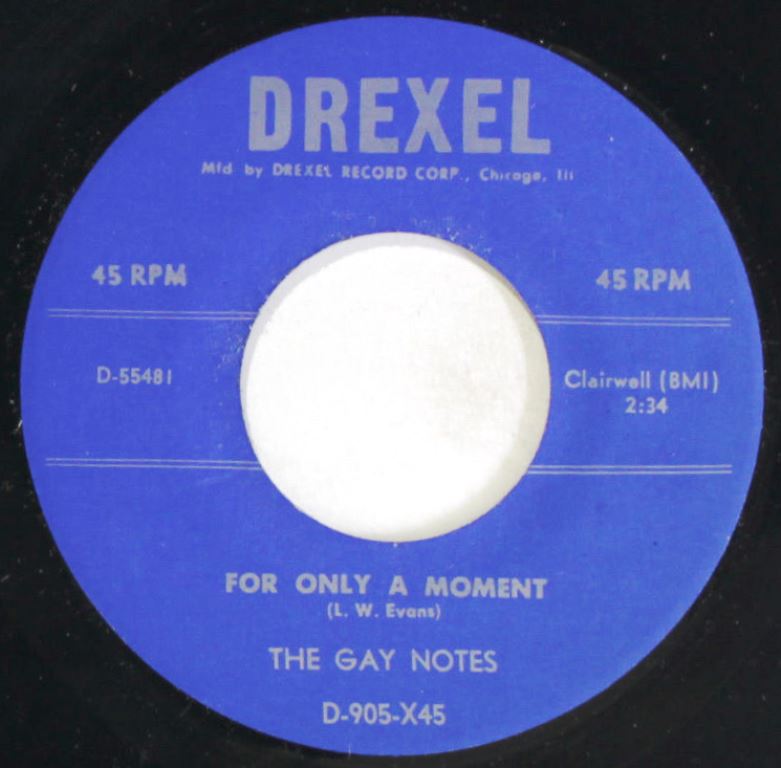 DREXEL
Mfd by DREXEL RECORD CORP., Chicago, Ill
45 RPM
45 RPM
D-55481
Clairwell (BMI)
2:34
FOR ONLY A MOMENT
(L. W. Evans)
THE GAY NOTES
D-905-X45